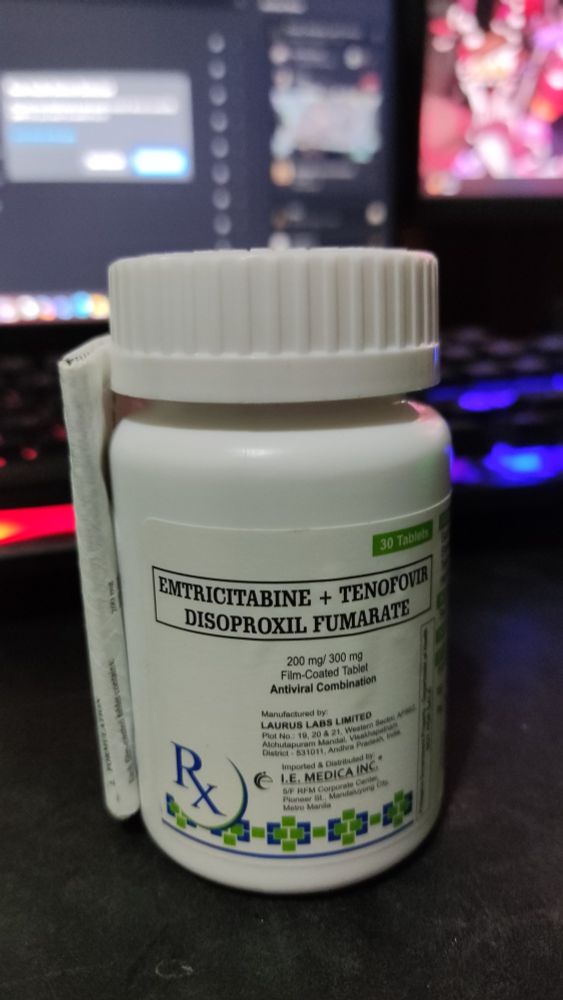 30 Tablets
EMTRICITABINE + TENOFOVIR
DISOPROXIL FUMARATE
200 mg/ 300 mg
Film-Coated Tablet
Antiviral Combination
Manufactured by:
LAURUS LABS LIMITED
Plot No.: 19, 20 & 21, Western Sector, APSEZ,
Atchutapuram Mandal, Visakhapatnam
District - 531011, Andhra Pradesh, India.
Imported & Distributed by:
I.E. MEDICA INC.®
5/F RFM Corporate Center,
Pioneer St., Mandaluyong City,
Metro Manila
Rx